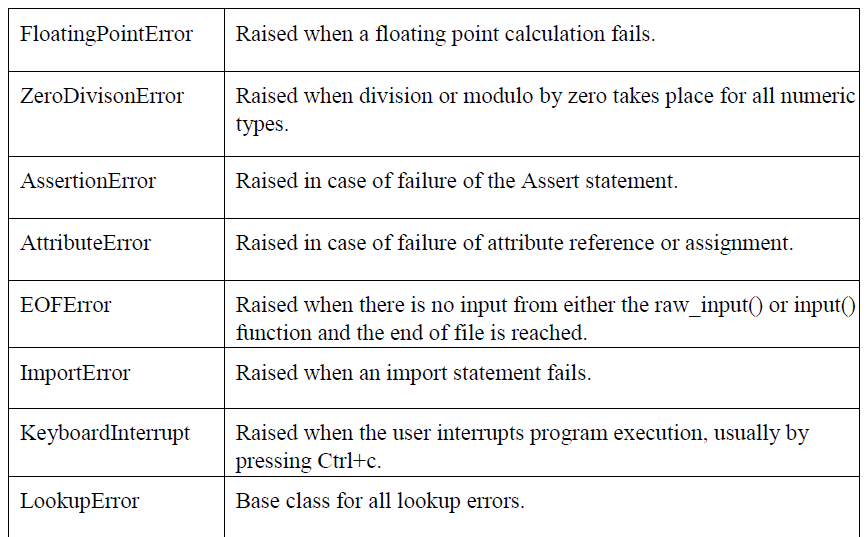 FloatingPointError Raised when a floating point calculation fails.
ZeroDivisonError Raised when division or modulo by zero takes place for all numeric
types.
AssertionError Raised in case of failure of the Assert statement.
AttributeError Raised in case of failure of attribute reference or assignment.
EOFError Raised when there is no input from either the raw_input() or input()
function and the end of file is reached.
ImportError Raised when an import statement fails.
KeyboardInterrupt Raised when the user interrupts program execution, usually by
pressing Ctrl+c.
LookupError Base class for all lookup errors.